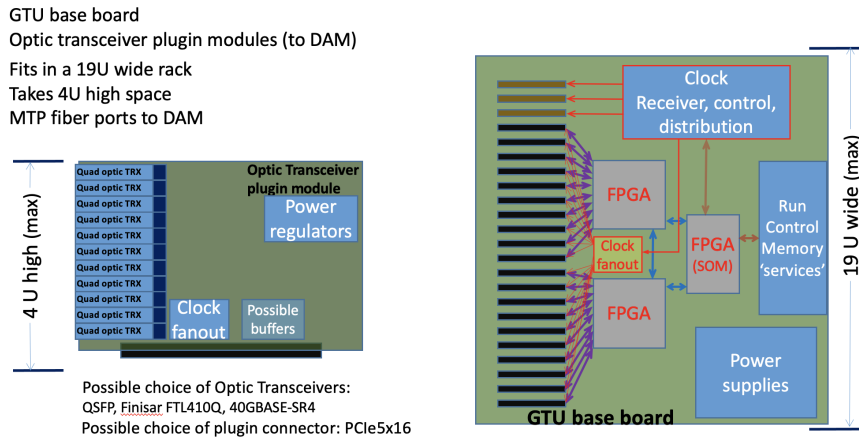 GTU base board
Optic transceiver plugin modules (to DAM)
Fits in a 19U wide rack
Takes 4U high space
MTP fiber ports to DAM
4 U high (max)
Quad optic TRX
Quad optic TRX
Quad optic TRX
Quad optic TRX
Quad optic TRX
Quad optic TRX
Quad optic TRX
Quad optic TRX
Quad optic TRX
Quad optic TRX
Quad optic TRX
Optic Transceiver
plugin module
Power
regulators
Clock
fanout
Possible
buffers
Possible choice of Optic Transceivers:
QSFP, Finisar FTL410Q, 40GBASE-SR4
Possible choice of plugin connector: PCIe5x16
Clock
Receiver, control,
distribution
FPGA
Clock
fanout
FPGA
(SOM)
FPGA
Run
Control
Memory
‘services’
Power
supplies
GTU base board
19 U wide (max)